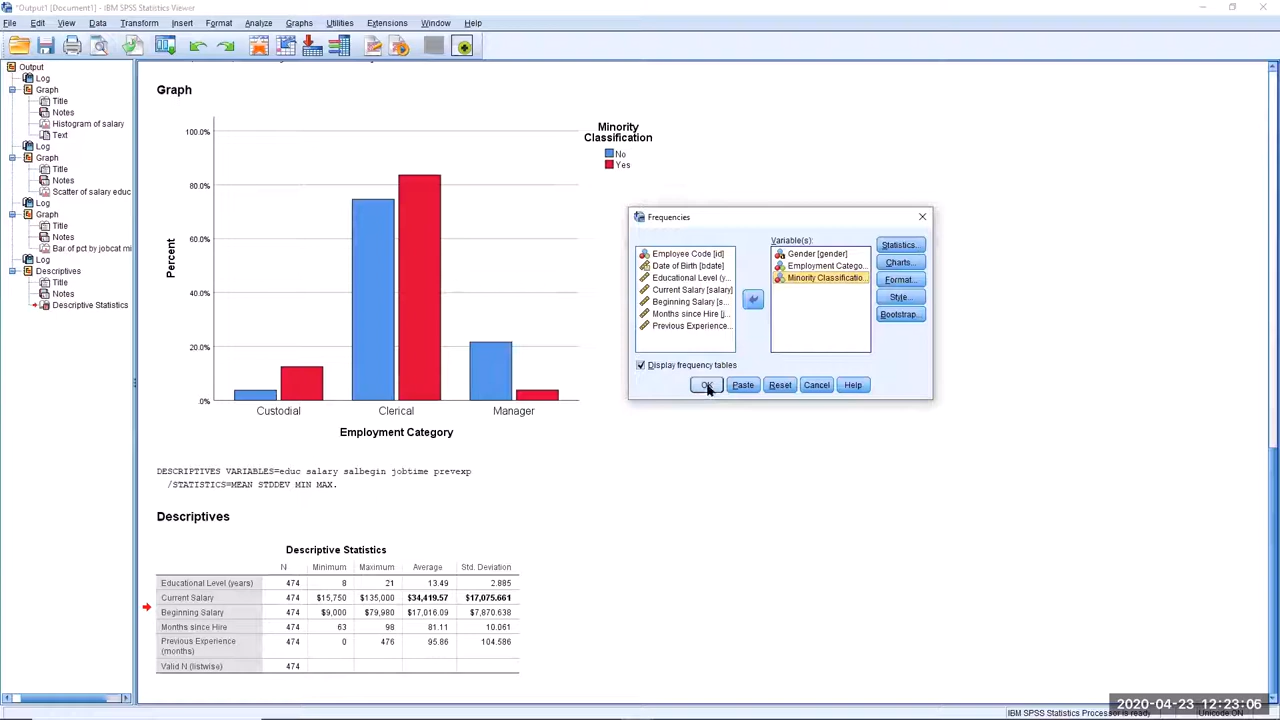 *Output1 [Document1] - IBM SPSS Statistics Viewer
File Edit View Data Transform Insert Format Analyze Graphs Utilities Extensions Window Help
Output
Log
Graph
Title
Notes
Histogram of salary
Text
Log
Graph
Title
Notes
Scatter of salary educ
Log
Graph
Title
Notes
Bar of pct by jobcat mi
Log
Descriptives
Title
Notes
Descriptive Statistics
Graph
100.0%
80.0%
60.0%
40.0%
20.0%
.0%
Percent
Custodial Clerical Manager
Employment Category
Minority
Classification
No
Yes
Frequencies
Variable(s):
Employee Code [id]
Date of Birth [bdate]
Educational Level (y...
Current Salary [salary]
Beginning Salary [s...
Months since Hire [j...
Previous Experience...
Gender [gender]
Employment Catego...
Minority Classificatio...
Statistics...
Charts...
Format...
Style...
Bootstrap...
Display frequency tables
OK Paste Reset Cancel Help
DESCRIPTIVES VARIABLES=educ salary salbegin jobtime prevexp
/STATISTICS=MEAN STDDEV MIN MAX.
Descriptives
Descriptive Statistics
N Minimum Maximum Average Std. Deviation
Educational Level (years) 474 8 21 13.49 2.885
Current Salary 474 $15,750 $135,000 $34,419.57 $17,075.661
Beginning Salary 474 $9,000 $79,980 $17,016.09 $7,870.638
Months since Hire 474 63 98 81.11 10.061
Previous Experience (months) 474 0 476 95.86 104.586
Valid N (listwise) 474
2020-04-23 12:23:06
IBM SPSS Statistics Processor is ready Unicode:ON